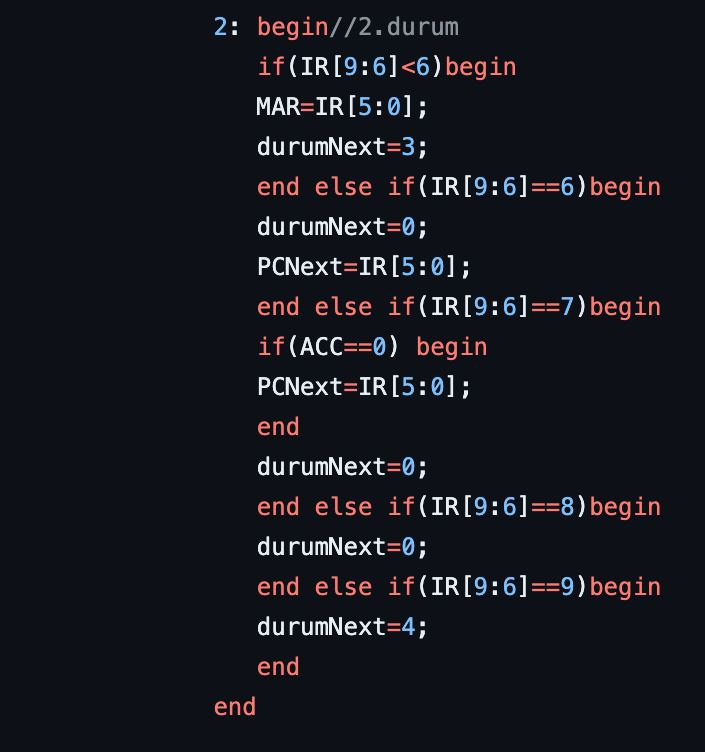 2: begin//2.durum
if(IR[9:6]<6)begin
MAR=IR[5:0];
durumNext=3;
end else if(IR[9:6]==6)begin
durumNext=0;
PCNext=IR[5:0];
end else if(IR[9:6]==7)begin
if(ACC==0) begin
PCNext=IR[5:0];
end
durumNext=0;
end else if(IR[9:6]==8)begin
durumNext=0;
end else if(IR[9:6]==9)begin
durumNext=4;
end
end